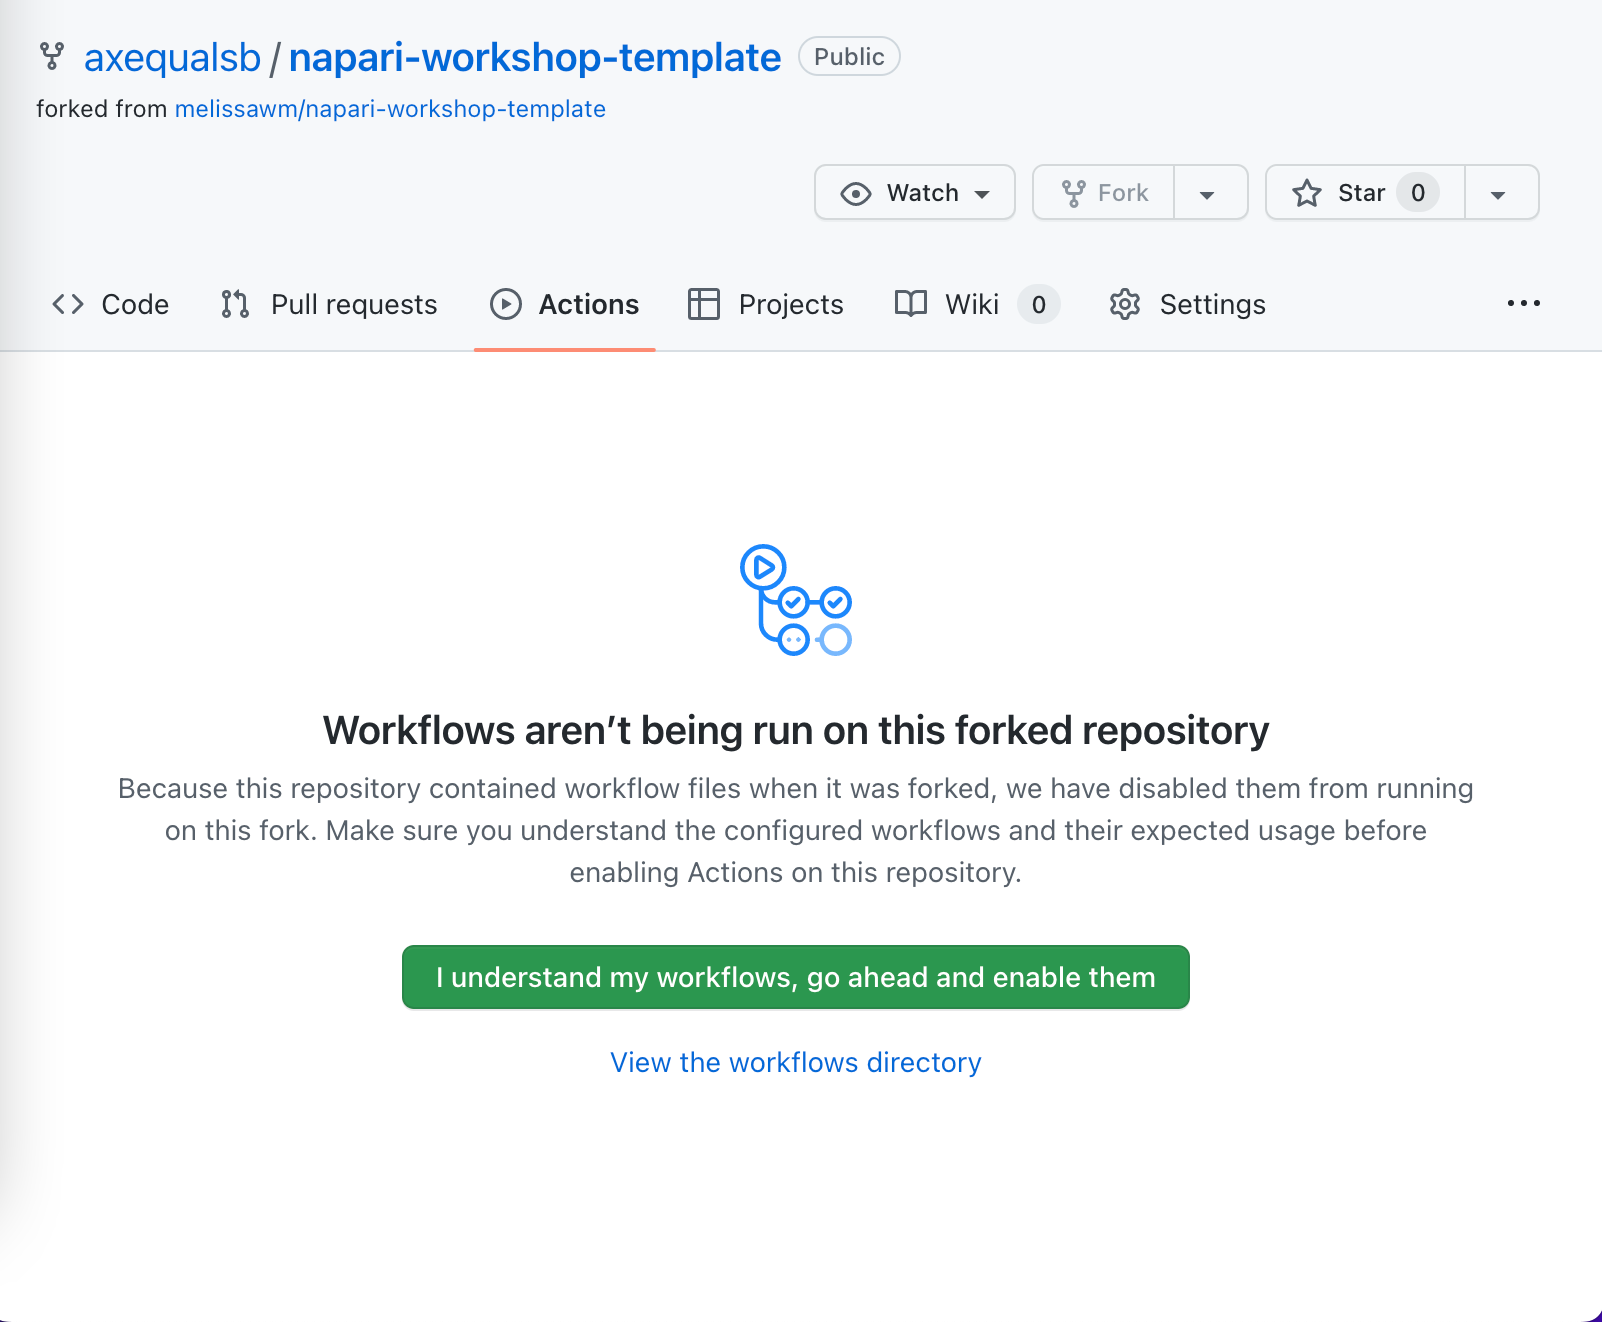 axequalsb / napari-workshop-template Public
forked from melissawm/napari-workshop-template
Watch Fork Star 0
Code Pull requests Actions Projects Wiki 0 Settings
Workflows aren’t being run on this forked repository
Because this repository contained workflow files when it was forked, we have disabled them from running
on this fork. Make sure you understand the configured workflows and their expected usage before
enabling Actions on this repository.
I understand my workflows, go ahead and enable them
View the workflows directory